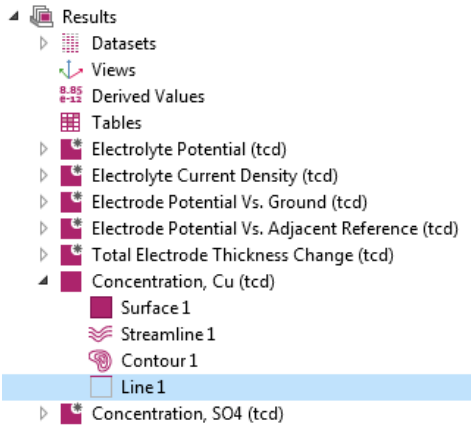 Results
Datasets
Views
8.85
e-12 Derived Values
Tables
Electrolyte Potential (tcd)
Electrolyte Current Density (tcd)
Electrode Potential Vs. Ground (tcd)
Electrode Potential Vs. Adjacent Reference (tcd)
Total Electrode Thickness Change (tcd)
Concentration, Cu (tcd)
Surface 1
Streamline 1
Contour 1
Line 1
Concentration, SO4 (tcd)